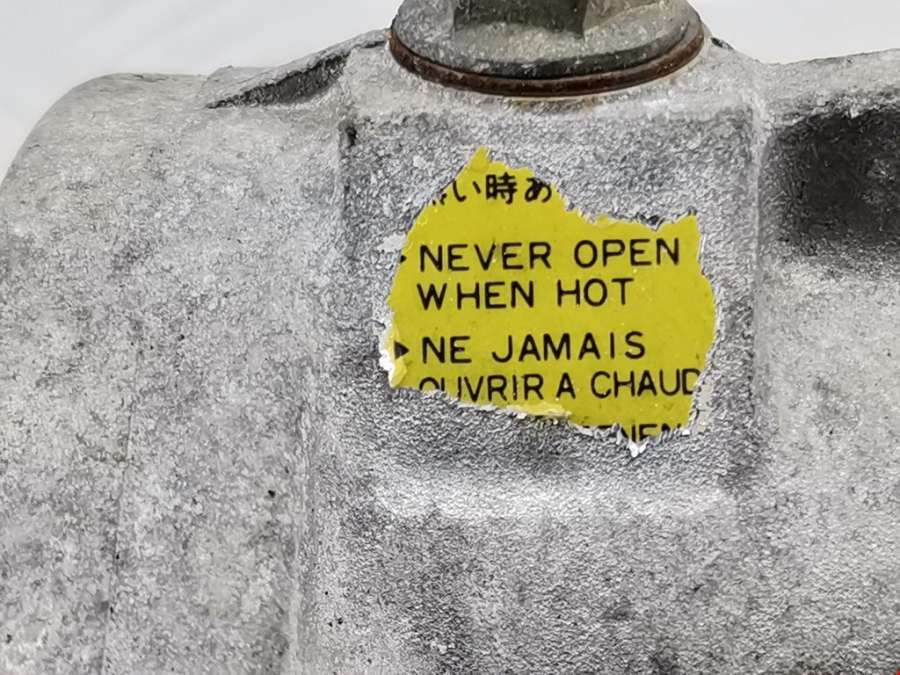 い時あ
NEVER OPEN
WHEN HOT
▶ NE JAMAIS
OUVRIR A CHAUD